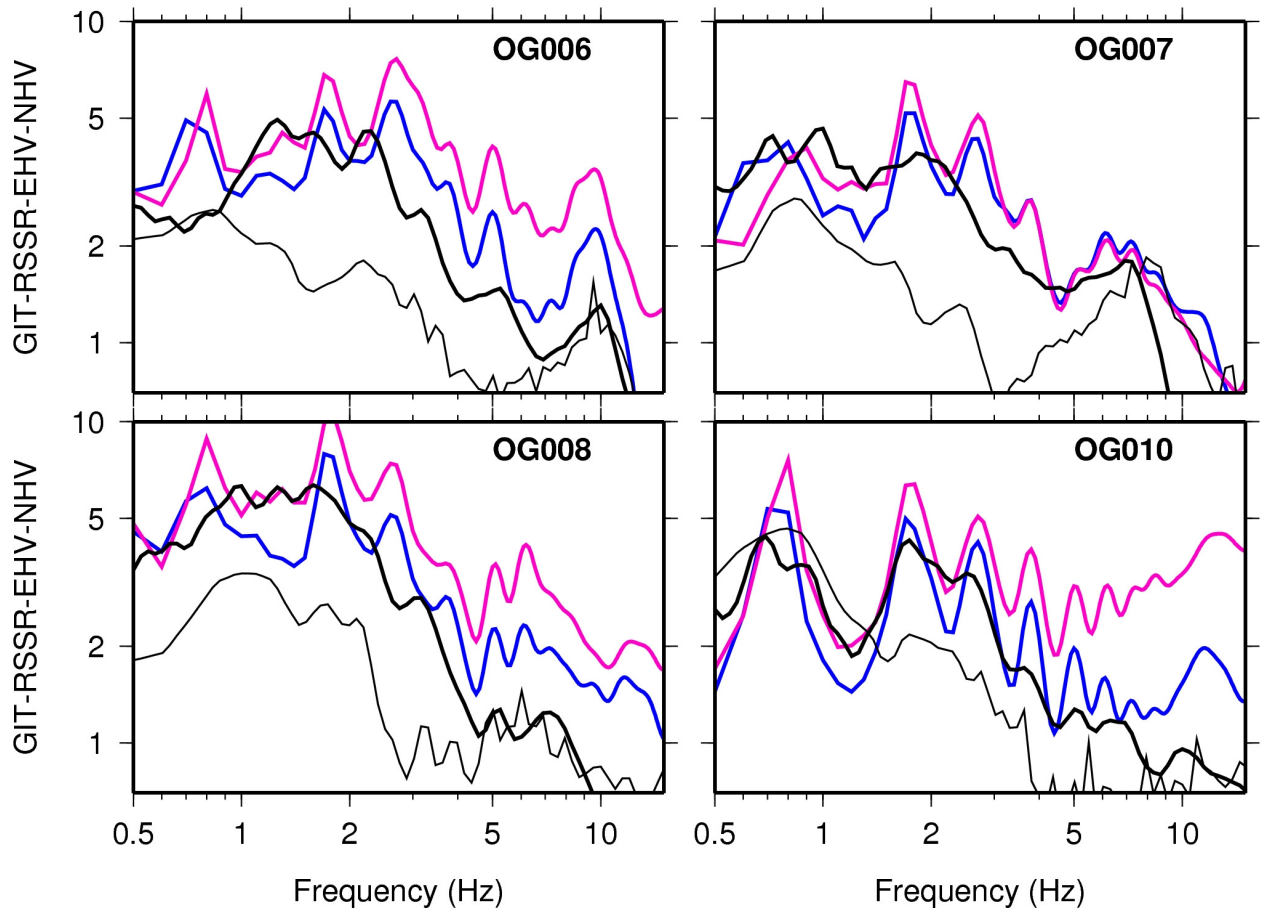 GIT-RSSR-EHV-NHV
10
5
2
1
OG006
OG007
GIT-RSSR-EHV-NHV
10
5
2
1
OG008
OG010
0.5 1 2 5 10
0.5 1 2 5 10
Frequency (Hz)
Frequency (Hz)